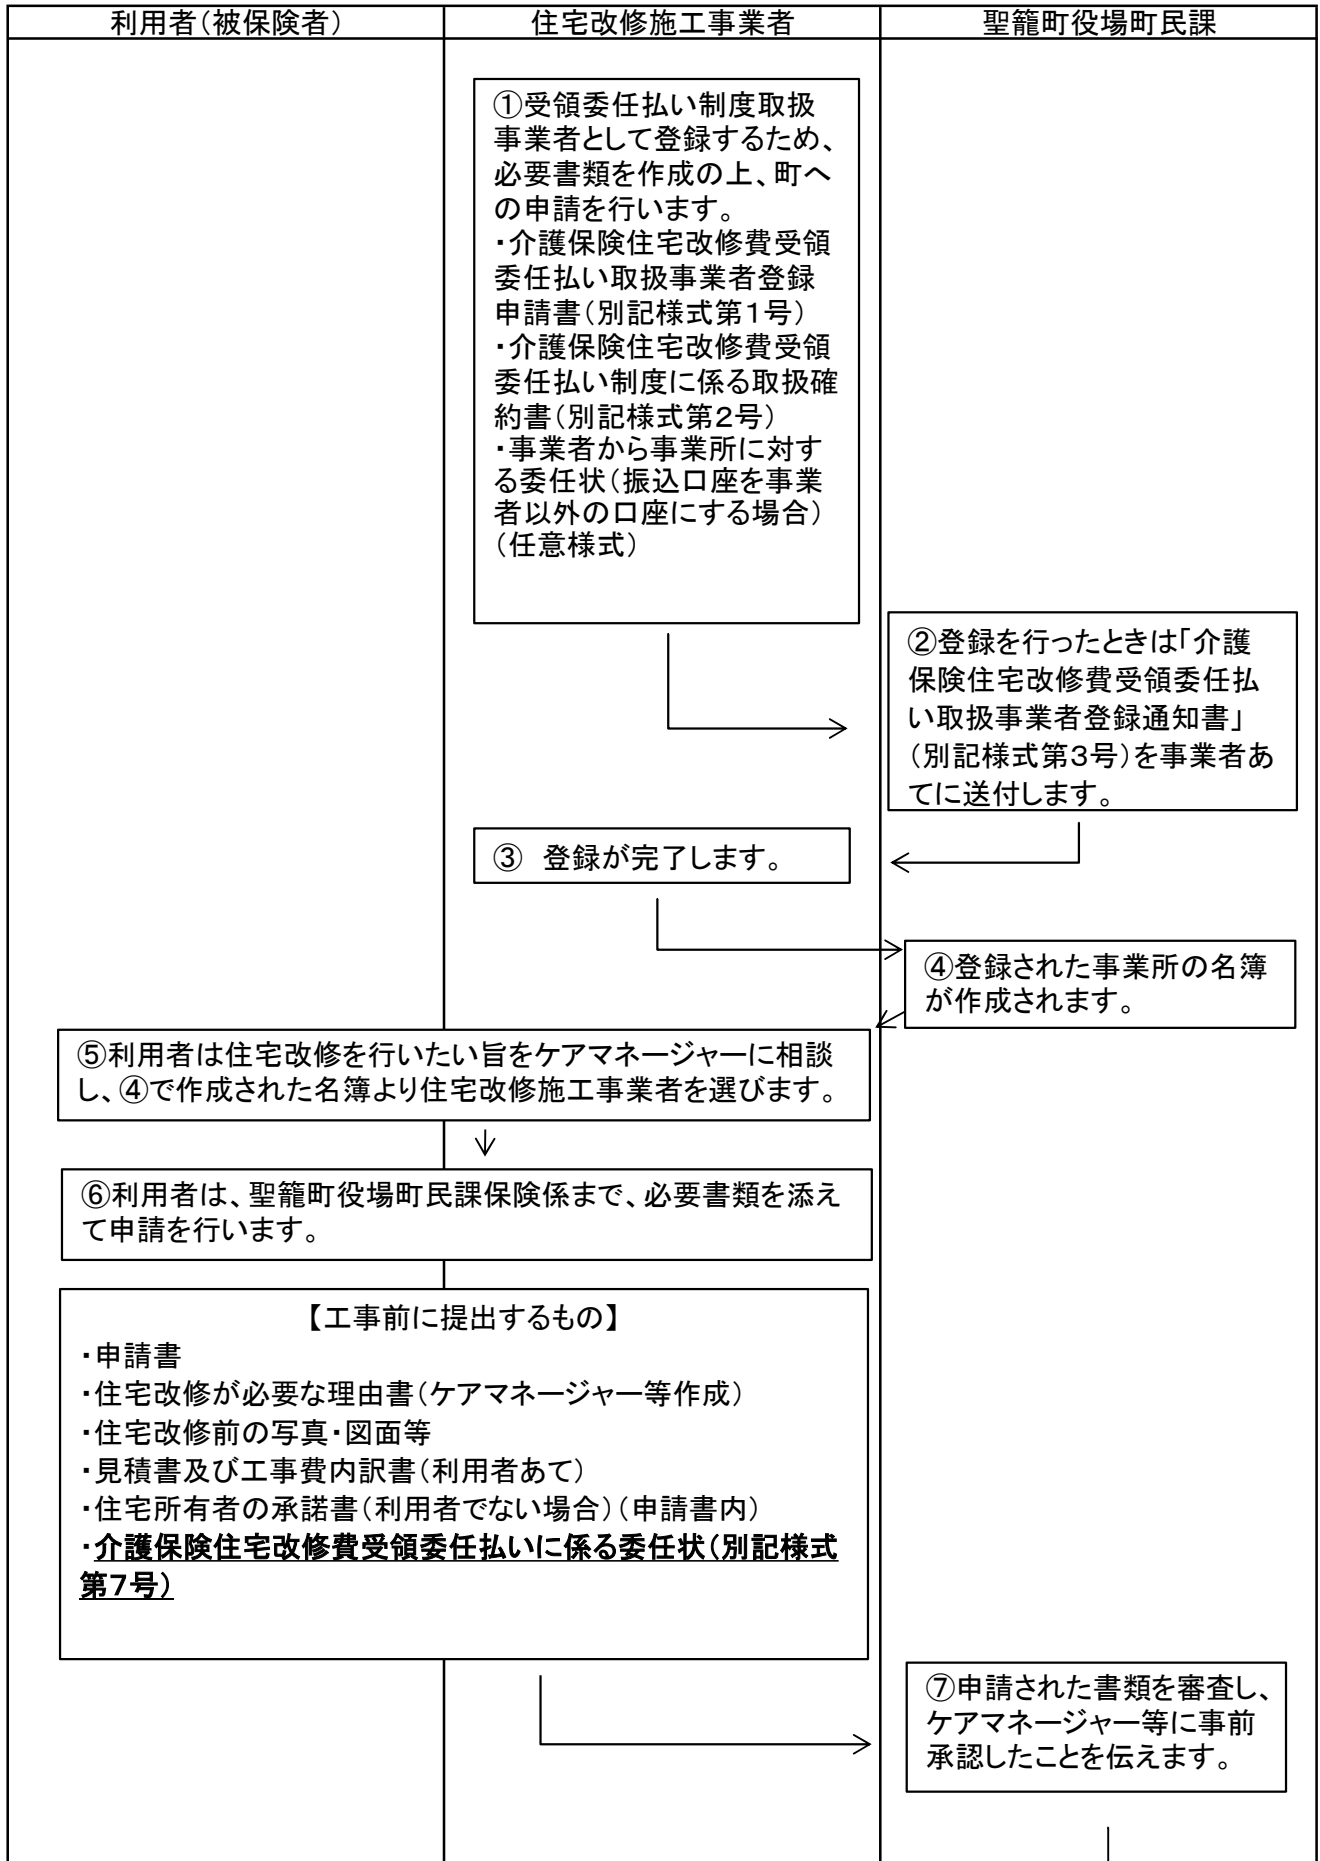 利用者(被保険者)
住宅改修施工事業者
聖籠町役場町民課
①受領委任払い制度取扱
事業者として登録するため、
必要書類を作成の上、町へ
の申請を行います。
・介護保険住宅改修費受領
委任払い取扱事業者登録
申請書(別記様式第1号)
・介護保険住宅改修費受領
委任払い制度に係る取扱確
約書(別記様式第2号)
・事業者から事業所に対す
る委任状(振込口座を事業
者以外の口座にする場合)
(任意様式)
②登録を行ったときは「介護
保険住宅改修費受領委任払
い取扱事業者登録通知書」
(別記様式第3号)を事業者あ
てに送付します。
③ 登録が完了します。
④登録された事業所の名簿
が作成されます。
⑤利用者は住宅改修を行いたい旨をケアマネージャーに相談
し、④で作成された名簿より住宅改修施工事業者を選びます。
⑥利用者は、聖籠町役場町民課保険係まで、必要書類を添え
て申請を行います。
【工事前に提出するもの】
・申請書
・住宅改修が必要な理由書(ケアマネージャー等作成)
・住宅改修前の写真・図面等
・見積書及び工事費内訳書(利用者あて)
・住宅所有者の承諾書(利用者でない場合)(申請書内)
・介護保険住宅改修費受領委任払いに係る委任状(別記様式
第7号)
⑦申請された書類を審査し、
ケアマネージャー等に事前
承認したことを伝えます。